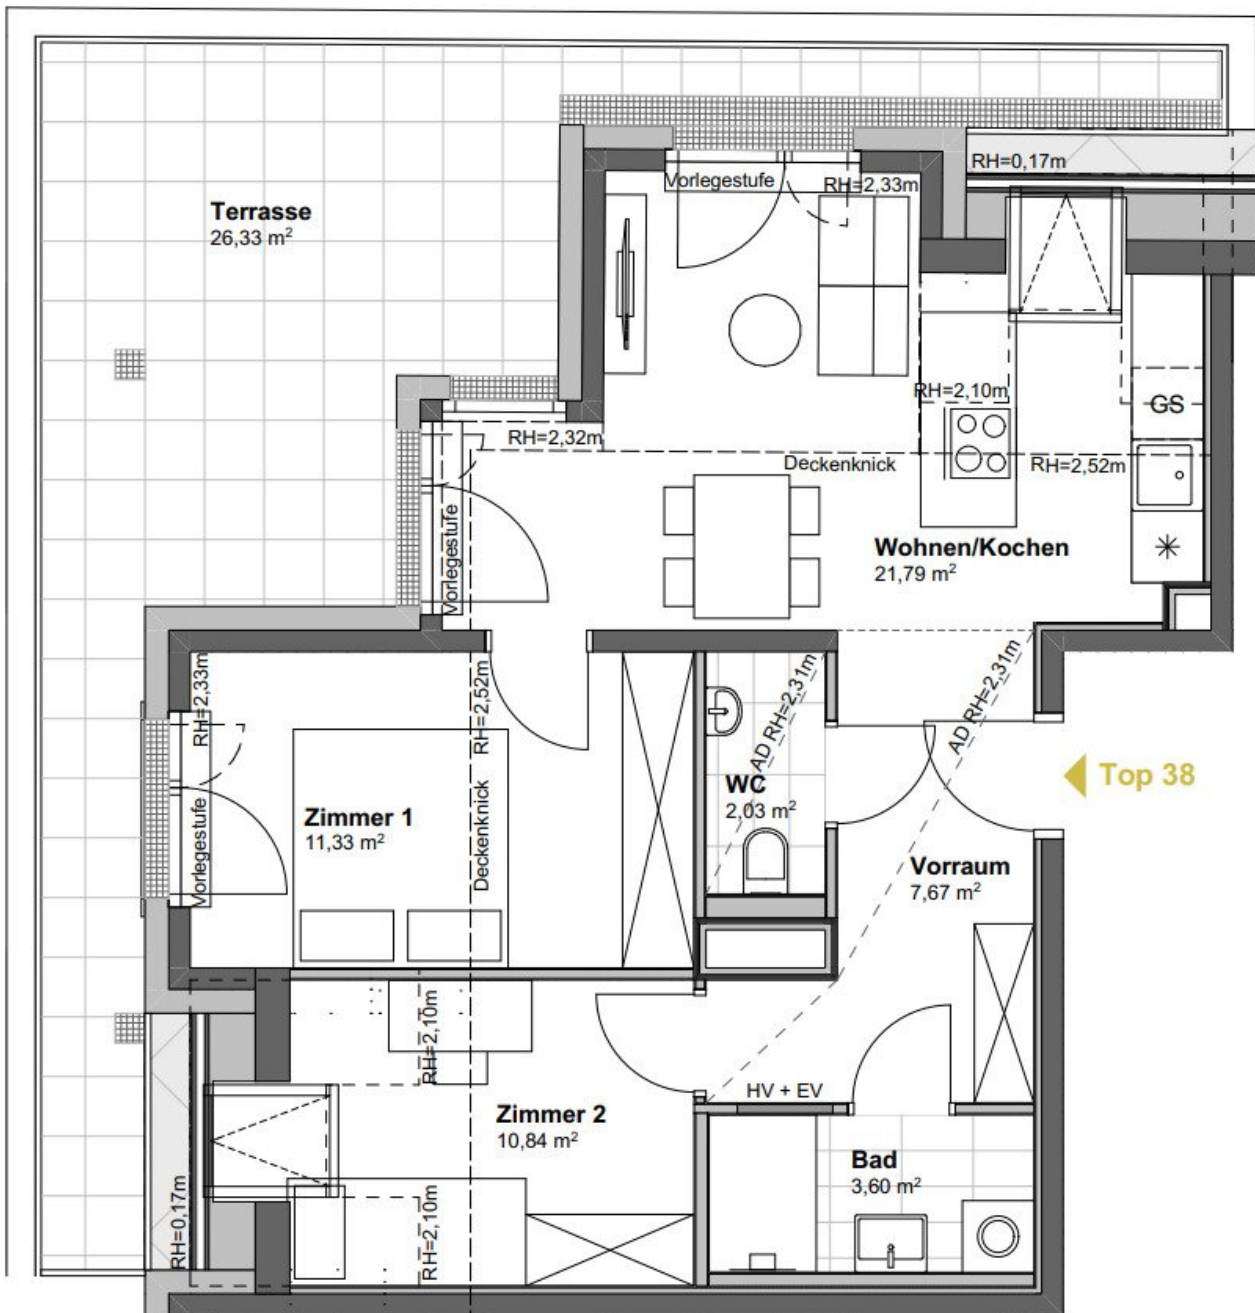 RH=0,17m
Vorlegestufe
RH=2,33m
Terrasse
26,33 m²
RH=2,10m
GS
RH=2,32m
Deckenknick
RH=2,52m
Vorlegestufe
Wohnen/Kochen
21,79 m²
RH=2,33m
RH=2,52m
AD RH=2,31m
AD RH=2,31m
Top 38
WC
2,03 m²
Zimmer 1
11,33 m²
Vorlegestufe
Deckenknick
Vorraum
7,67 m²
RH=2,10m
HV + EV
Zimmer 2
10,84 m²
Bad
3,60 m²
RH=0,17m
RH=2,10m